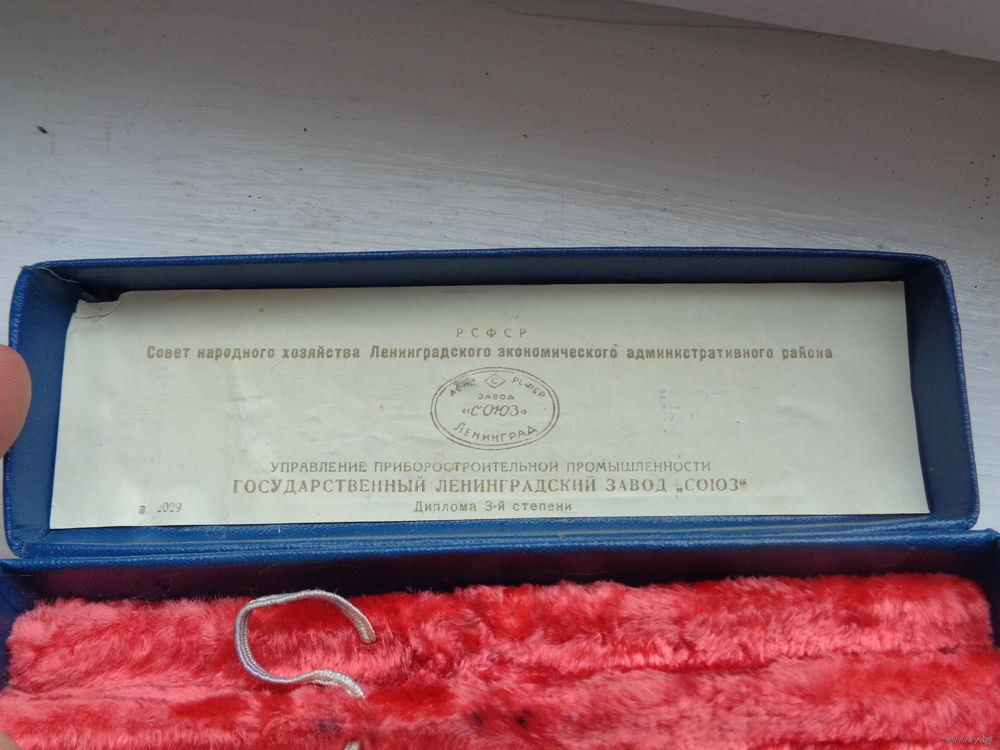 РСФСР
Совет народного хозяйства Ленинградского экономического административного района
С РСФСР
ЗАВОД
«СОЮЗ»
ЛЕНИНГРАД
УПРАВЛЕНИЕ ПРИБОРОСТРОИТЕЛЬНОЙ ПРОМЫШЛЕННОСТИ
ГОСУДАРСТВЕННЫЙ ЛЕНИНГРАДСКИЙ ЗАВОД „СОЮЗ“
Диплома 3-й степени